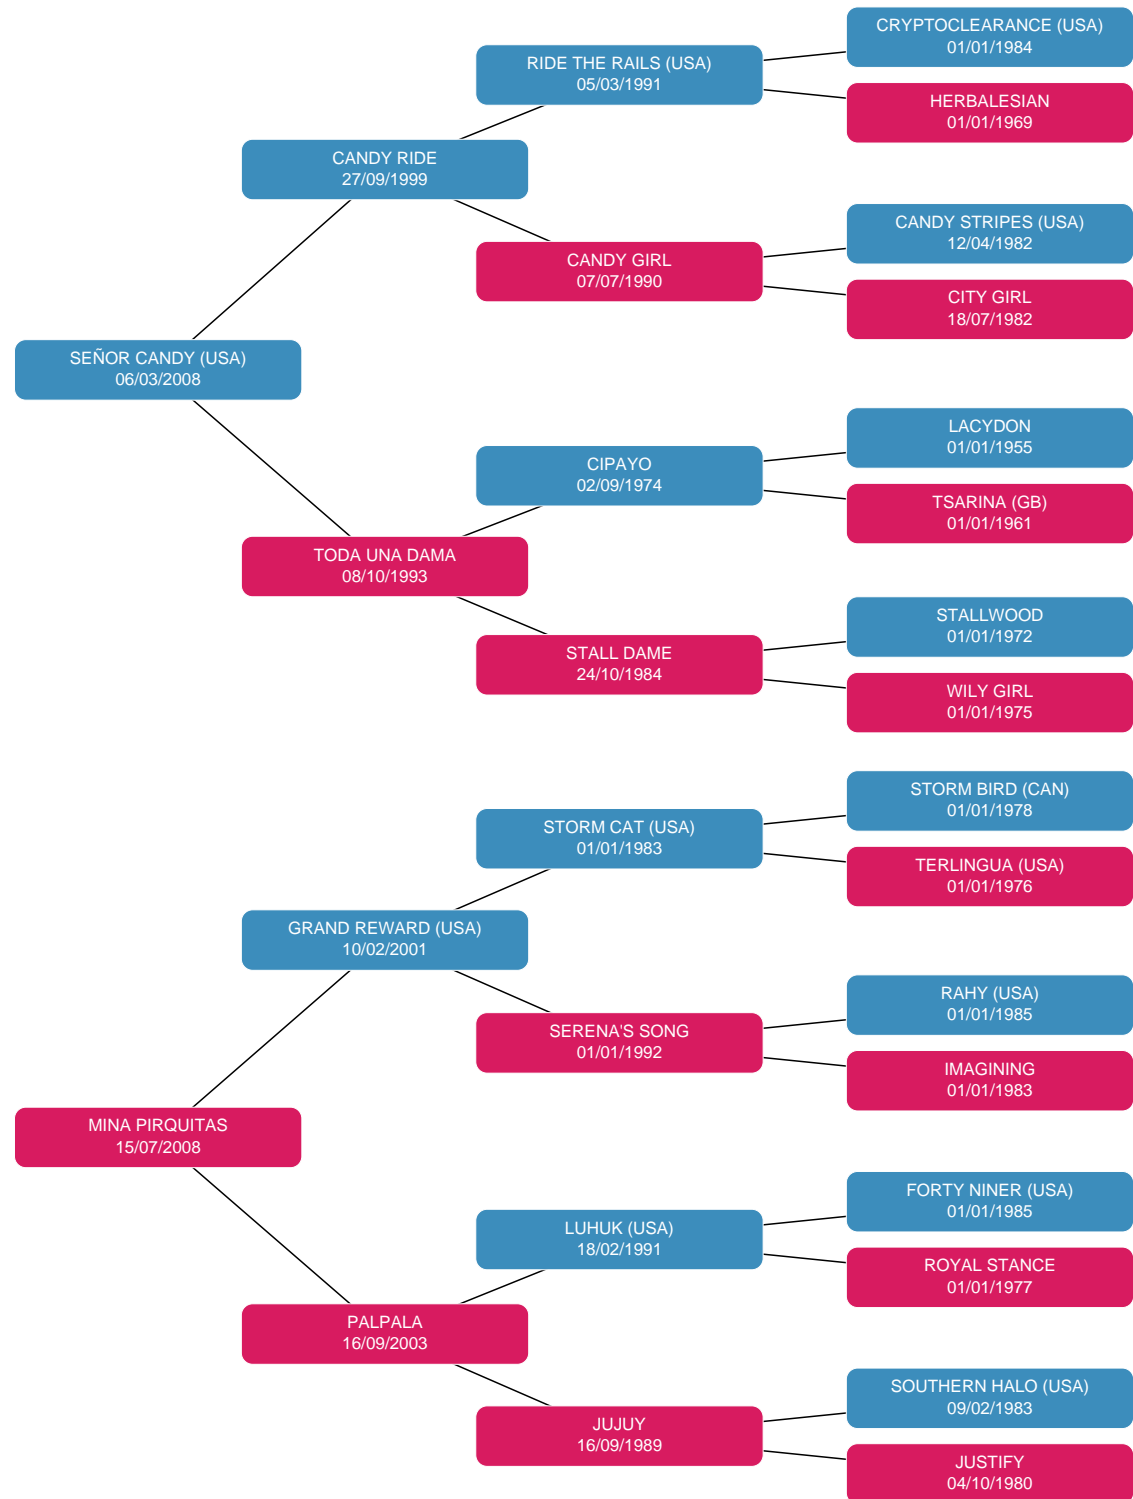 CRYPTOCLEARANCE (USA)
01/01/1984
RIDE THE RAILS (USA)
05/03/1991
HERBALESIAN
01/01/1969
CANDY RIDE
27/09/1999
CANDY STRIPES (USA)
12/04/1982
CANDY GIRL
07/07/1990
CITY GIRL
18/07/1982
SEÑOR CANDY (USA)
06/03/2008
LACYDON
01/01/1955
CIPAYO
02/09/1974
TSARINA (GB)
01/01/1961
TODA UNA DAMA
08/10/1993
STALLWOOD
01/01/1972
STALL DAME
24/10/1984
WILY GIRL
01/01/1975
STORM BIRD (CAN)
01/01/1978
STORM CAT (USA)
01/01/1983
TERLINGUA (USA)
01/01/1976
GRAND REWARD (USA)
10/02/2001
RAHY (USA)
01/01/1985
SERENA'S SONG
01/01/1992
IMAGINING
01/01/1983
MINA PIRQUITAS
15/07/2008
FORTY NINER (USA)
01/01/1985
LUHUK (USA)
18/02/1991
ROYAL STANCE
01/01/1977
PALPALA
16/09/2003
SOUTHERN HALO (USA)
09/02/1983
JUJUY
16/09/1989
JUSTIFY
04/10/1980